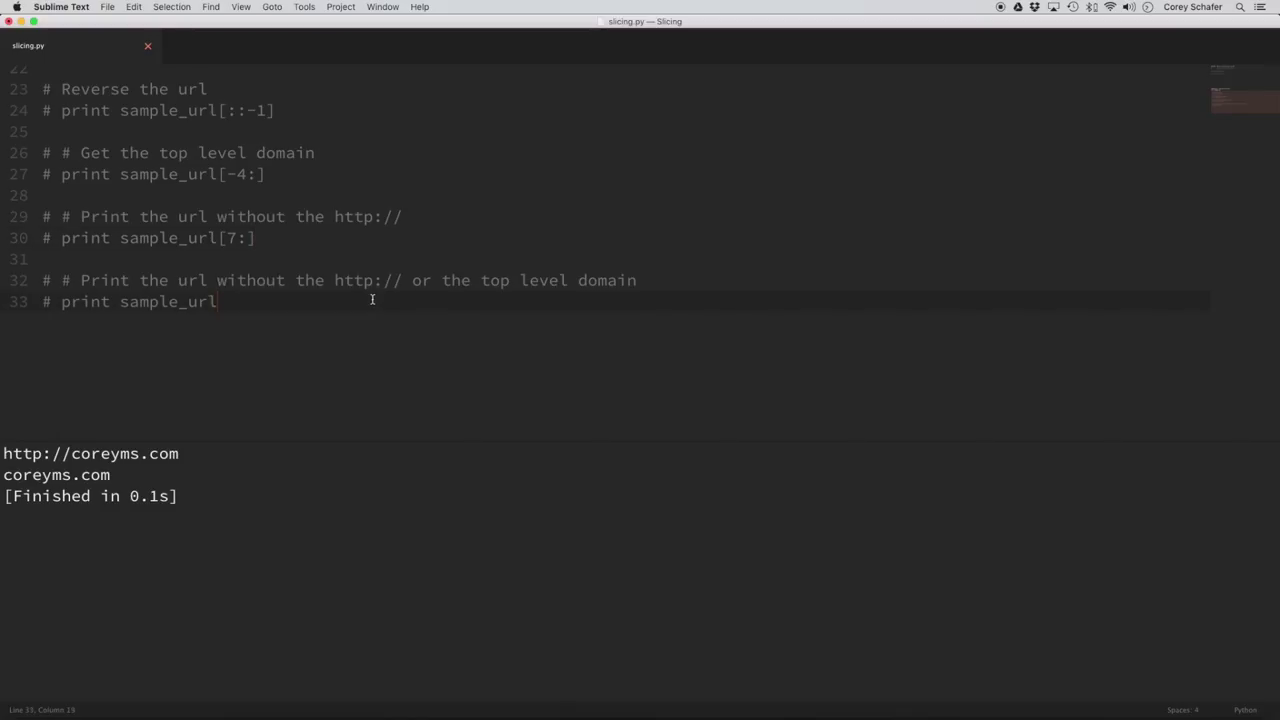 Sublime Text File Edit Selection Find View Goto Tools Project Window Help Corey Schafer
slicing.py — Slicing
slicing.py
22
23 # Reverse the url
24 # print sample_url[::-1]
25
26 # # Get the top level domain
27 # print sample_url[-4:]
28
29 # # Print the url without the http://
30 # print sample_url[7:]
31
32 # # Print the url without the http:// or the top level domain
33 # print sample_url
http://coreyms.com
coreyms.com
[Finished in 0.1s]
Line 33, Column 19 Spaces: 4 Python